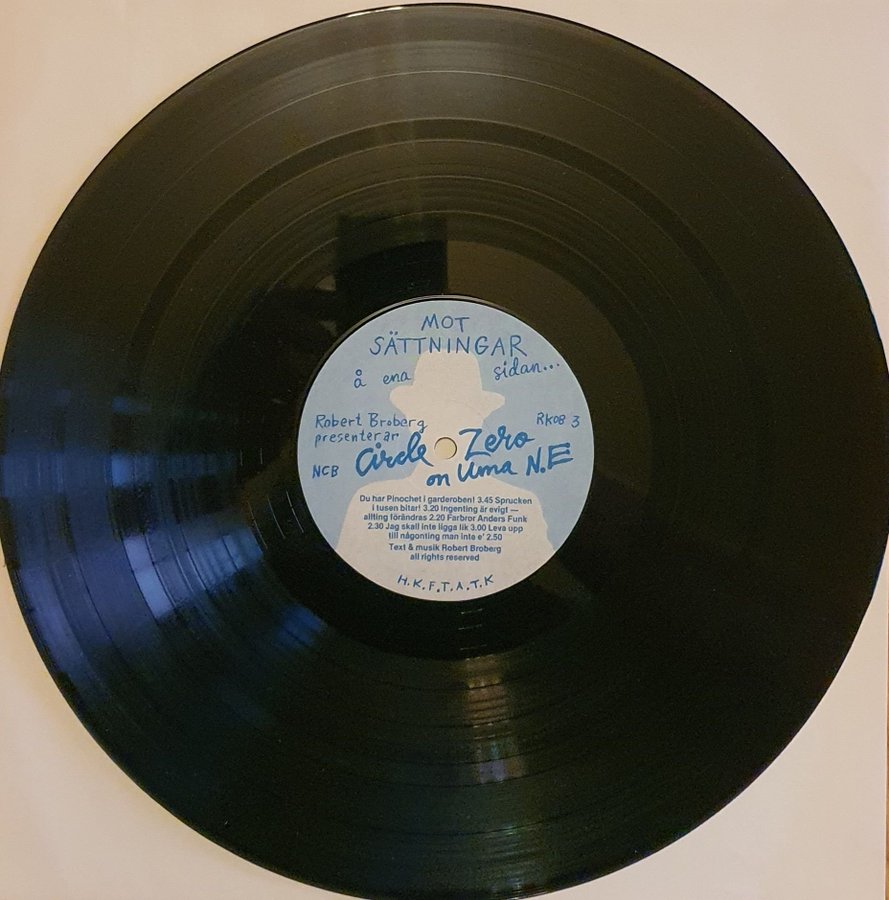 MOT
SÄTTNINGAR
å ena sidan...
Robert Broberg RKOB 3
presenterar
Circle Zero
NCB on Uma N.E
Du har Pinochet i garderoben! 3.45 Sprucken
i tusen bitar! 3.20 Ingenting är evigt —
allting förändras 2.20 Farbror Anders Funk
2.30 Jag skall inte ligga lik 3.00 Leva upp
till någonting man inte e' 2.50
Text & musik Robert Broberg
all rights reserved
H.K.F.T.A.T.K